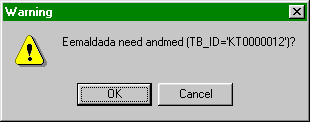 Warning
Eemaldada need andmed (TB_ID='KT0000012')?
OK
Cancel